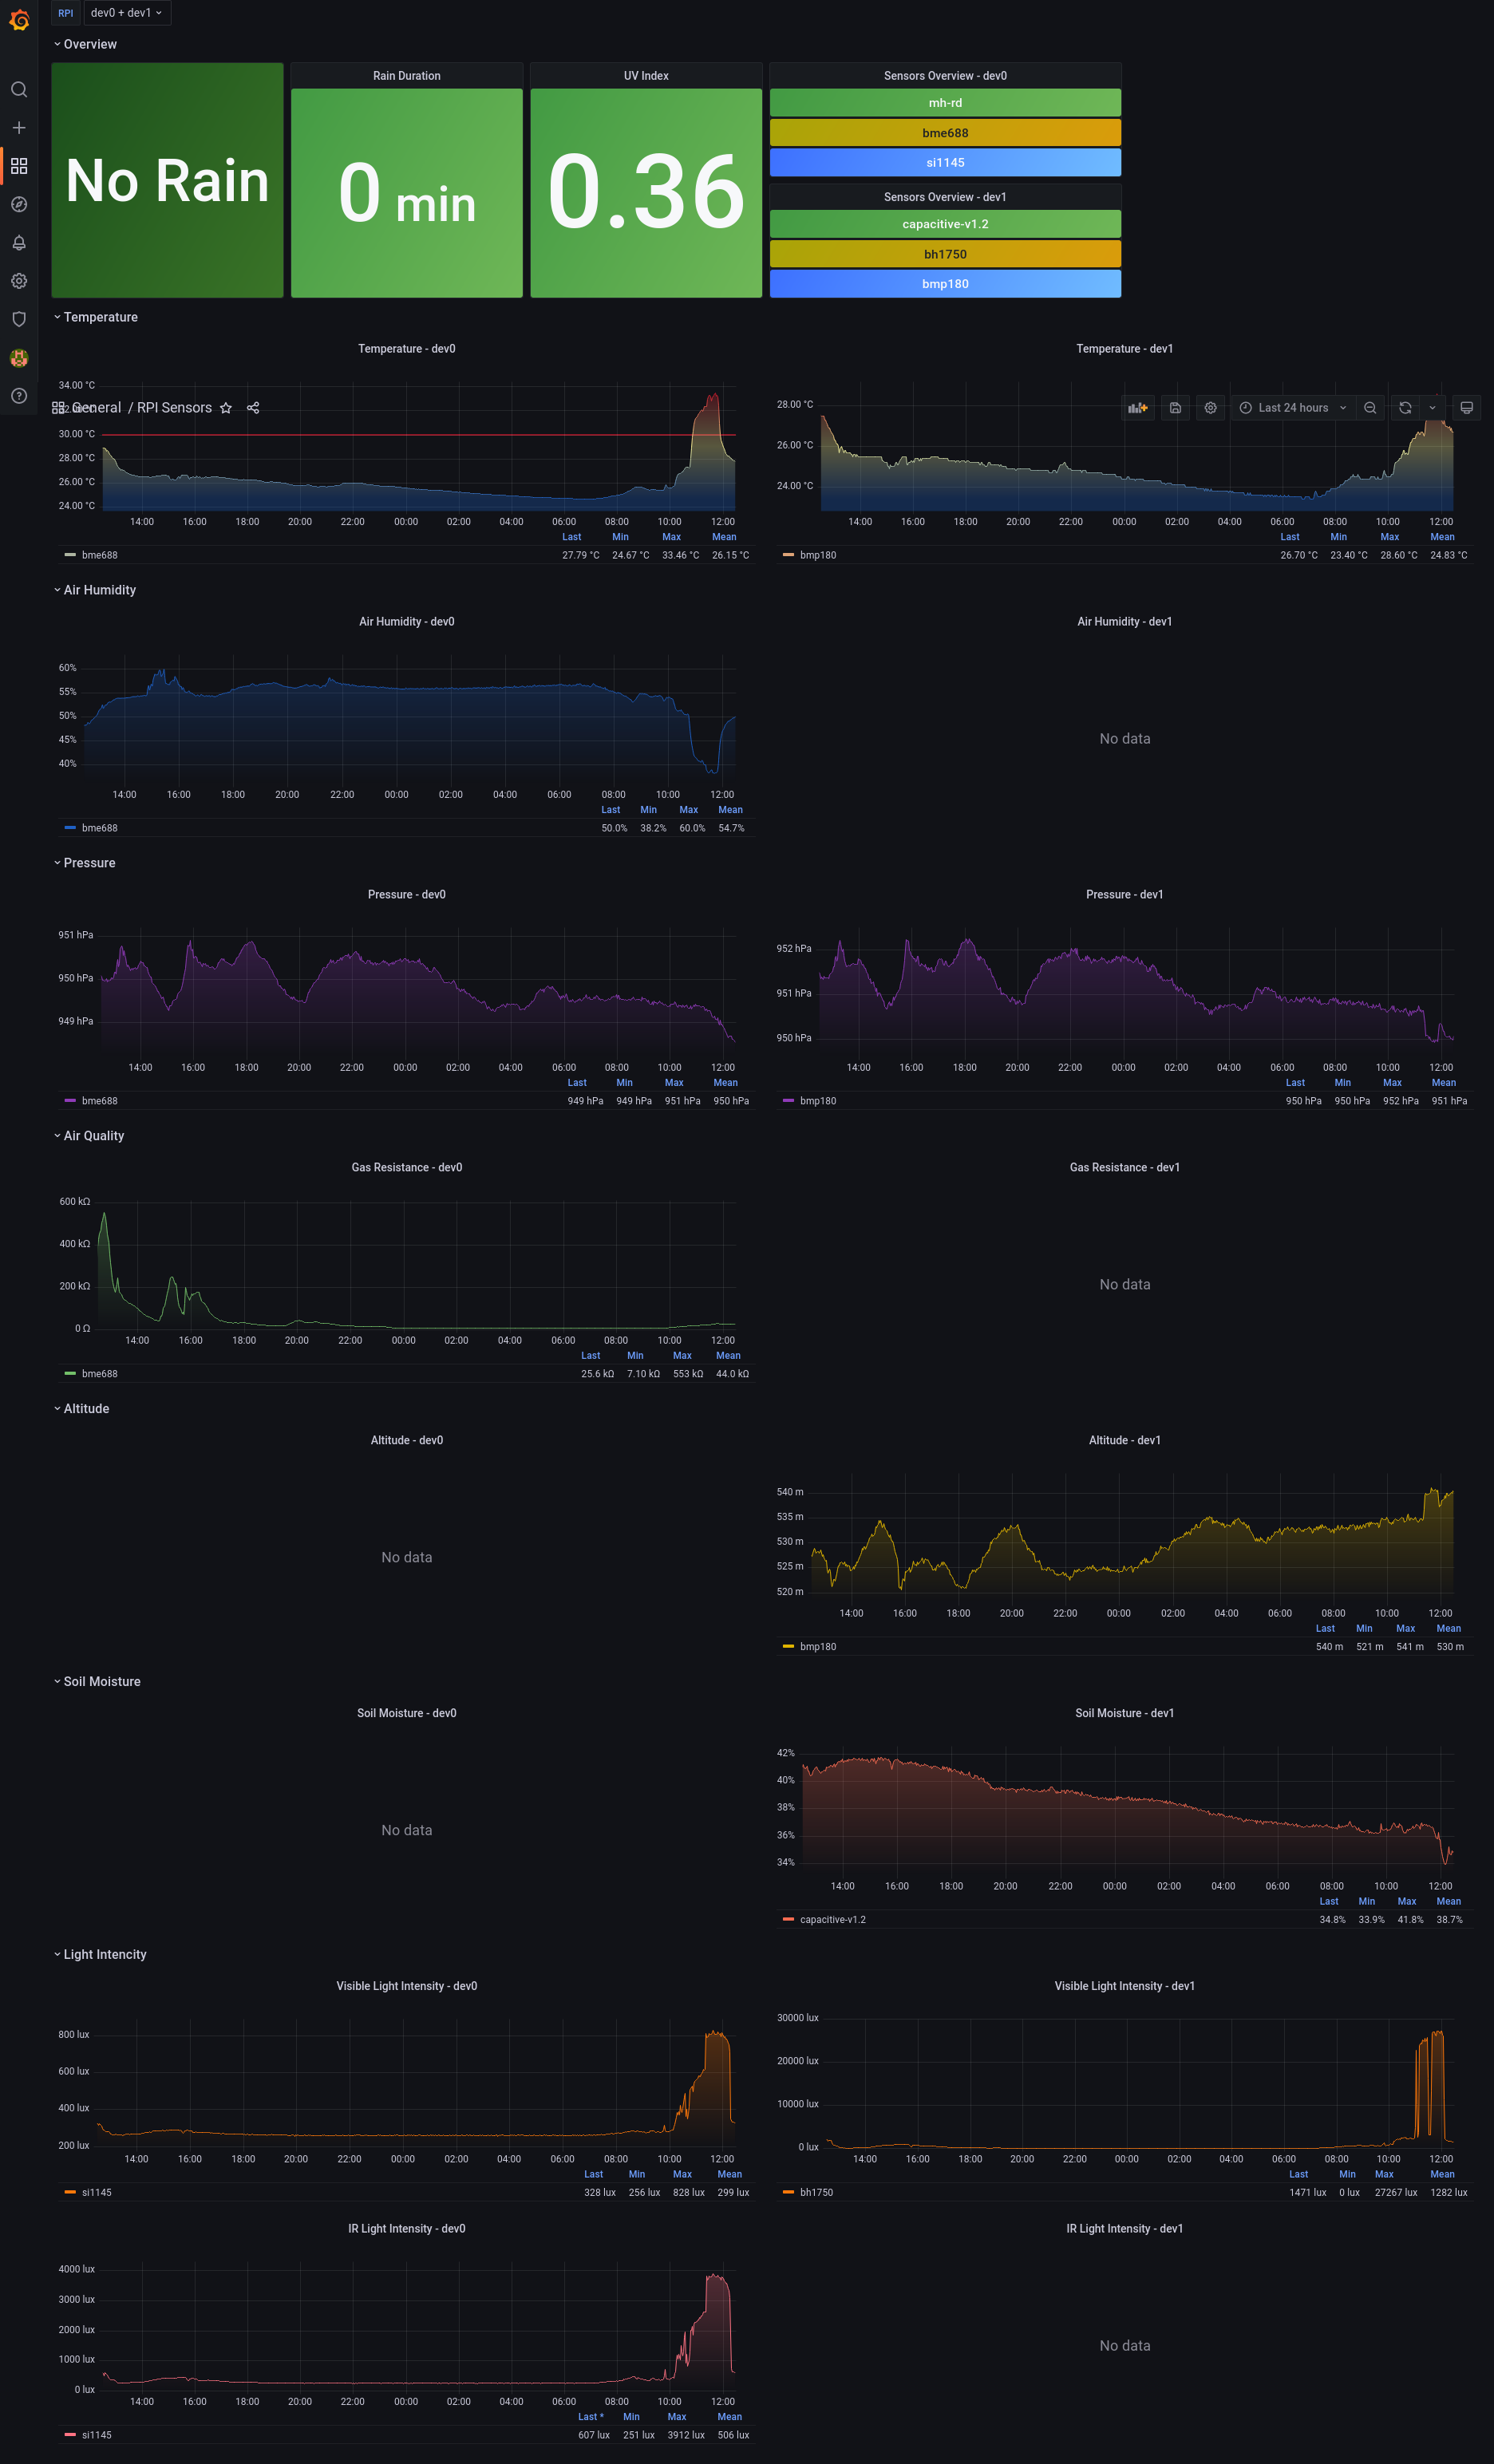 RPI dev0 + dev1
Overview
No Rain
Rain Duration
0 min
UV Index
0.36
Sensors Overview - dev0
mh-rd
bme688
si1145
Sensors Overview - dev1
capacitive-v1.2
bh1750
bmp180
Temperature
Temperature - dev0
34.00 °C
General / RPI Sensors
30.00 °C
28.00 °C
26.00 °C
24.00 °C
14:00 16:00 18:00 20:00 22:00 00:00 02:00 04:00 06:00 08:00 10:00 12:00
Last Min Max Mean
bme688 27.79 °C 24.67 °C 33.46 °C 26.15 °C
Temperature - dev1
Last 24 hours
28.00 °C
26.00 °C
24.00 °C
14:00 16:00 18:00 20:00 22:00 00:00 02:00 04:00 06:00 08:00 10:00 12:00
Last Min Max Mean
bmp180 26.70 °C 23.40 °C 28.60 °C 24.83 °C
Air Humidity
Air Humidity - dev0
60%
55%
50%
45%
40%
14:00 16:00 18:00 20:00 22:00 00:00 02:00 04:00 06:00 08:00 10:00 12:00
Last Min Max Mean
bme688 50.0% 38.2% 60.0% 54.7%
Air Humidity - dev1
No data
Pressure
Pressure - dev0
951 hPa
950 hPa
949 hPa
14:00 16:00 18:00 20:00 22:00 00:00 02:00 04:00 06:00 08:00 10:00 12:00
Last Min Max Mean
bme688 949 hPa 949 hPa 951 hPa 950 hPa
Pressure - dev1
952 hPa
951 hPa
950 hPa
14:00 16:00 18:00 20:00 22:00 00:00 02:00 04:00 06:00 08:00 10:00 12:00
Last Min Max Mean
bmp180 950 hPa 950 hPa 952 hPa 951 hPa
Air Quality
Gas Resistance - dev0
600 kΩ
400 kΩ
200 kΩ
0 Ω
14:00 16:00 18:00 20:00 22:00 00:00 02:00 04:00 06:00 08:00 10:00 12:00
Last Min Max Mean
bme688 25.6 kΩ 7.10 kΩ 553 kΩ 44.0 kΩ
Gas Resistance - dev1
No data
Altitude
Altitude - dev0
No data
Altitude - dev1
540 m
535 m
530 m
525 m
520 m
14:00 16:00 18:00 20:00 22:00 00:00 02:00 04:00 06:00 08:00 10:00 12:00
Last Min Max Mean
bmp180 540 m 521 m 541 m 530 m
Soil Moisture
Soil Moisture - dev0
No data
Soil Moisture - dev1
42%
40%
38%
36%
34%
14:00 16:00 18:00 20:00 22:00 00:00 02:00 04:00 06:00 08:00 10:00 12:00
Last Min Max Mean
capacitive-v1.2 34.8% 33.9% 41.8% 38.7%
Light Intencity
Visible Light Intensity - dev0
800 lux
600 lux
400 lux
200 lux
14:00 16:00 18:00 20:00 22:00 00:00 02:00 04:00 06:00 08:00 10:00 12:00
Last Min Max Mean
si1145 328 lux 256 lux 828 lux 299 lux
Visible Light Intensity - dev1
30000 lux
20000 lux
10000 lux
0 lux
14:00 16:00 18:00 20:00 22:00 00:00 02:00 04:00 06:00 08:00 10:00 12:00
Last Min Max Mean
bh1750 1471 lux 0 lux 27267 lux 1282 lux
IR Light Intensity - dev0
4000 lux
3000 lux
2000 lux
1000 lux
0 lux
14:00 16:00 18:00 20:00 22:00 00:00 02:00 04:00 06:00 08:00 10:00 12:00
Last * Min Max Mean
si1145 607 lux 251 lux 3912 lux 506 lux
IR Light Intensity - dev1
No data